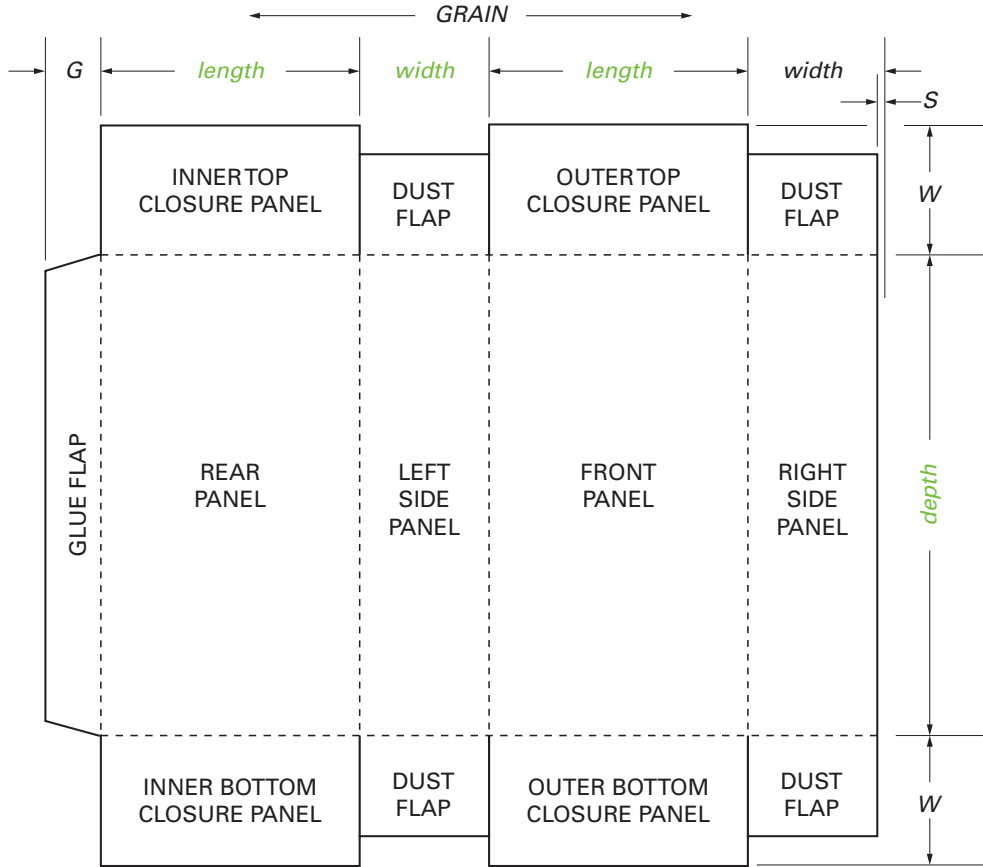 GRAIN
G
length
width
length
width
S
INNER TOP
CLOSURE PANEL
DUST
FLAP
OUTER TOP
CLOSURE PANEL
DUST
FLAP
W
GLUE FLAP
REAR
PANEL
LEFT
SIDE
PANEL
FRONT
PANEL
RIGHT
SIDE
PANEL
depth
INNER BOTTOM
CLOSURE PANEL
DUST
FLAP
OUTER BOTTOM
CLOSURE PANEL
DUST
FLAP
W